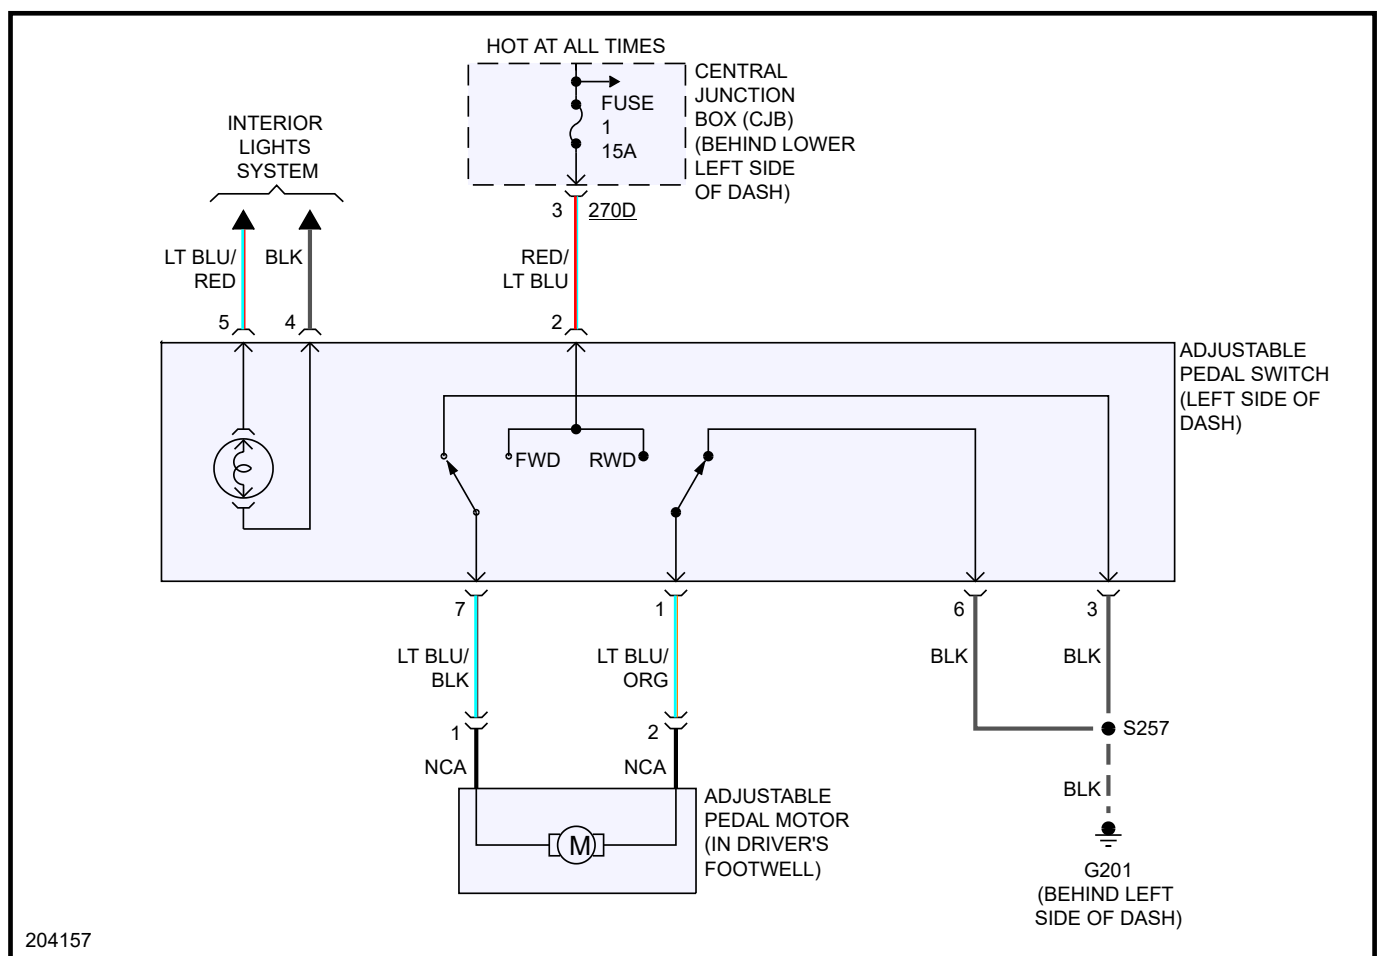 HOT AT ALL TIMES
CENTRAL
JUNCTION
BOX (CJB)
(BEHIND LOWER
LEFT SIDE
OF DASH)
FUSE
1
15A
INTERIOR
LIGHTS
SYSTEM
3 270D
LT BLU/
RED
BLK
RED/
LT BLU
5
4
2
ADJUSTABLE
PEDAL SWITCH
(LEFT SIDE OF
DASH)
FWD
RWD
7
1
6
3
LT BLU/
BLK
LT BLU/
ORG
BLK
BLK
1
2
S257
NCA
NCA
BLK
ADJUSTABLE
PEDAL MOTOR
(IN DRIVER'S
FOOTWELL)
M
G201
(BEHIND LEFT
SIDE OF DASH)
204157